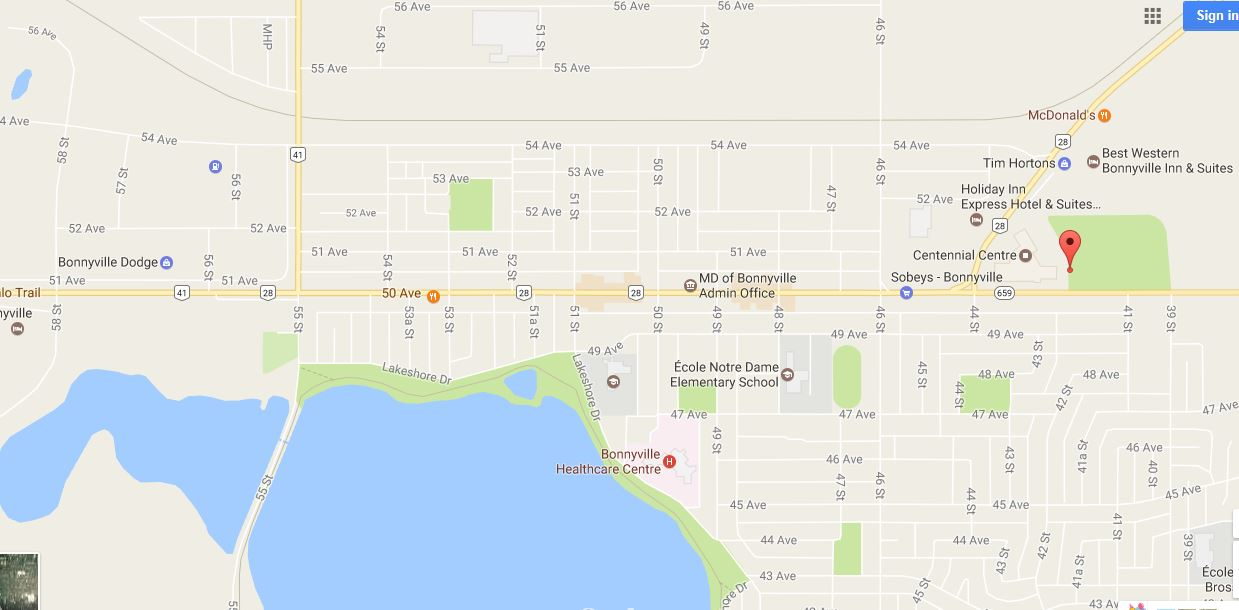 56 Ave
56 Ave
56 Ave
Sign in
56 Ave
MHP
54 St
51 St
49 St
46 St
55 Ave
55 Ave
McDonald's
4 Ave
54 Ave
54 Ave
54 Ave
54 Ave
58 St
41
28
Best Western
Bonnyville Inn & Suites
Tim Hortons
57 St
56 St
53 Ave
53 Ave
50 St
46 St
47 St
Holiday Inn
Express Hotel & Suites...
52 Ave
52 Ave
52 Ave
52 Ave
51 St
52 Ave
52 Ave
28
51 Ave
51 Ave
51 Ave
Centennial Centre
Bonnyville Dodge
56 St
54 St
52 St
51 Ave
51 Ave
MD of Bonnyville
Admin Office
Sobeys - Bonnyville
lo Trail
41
28
50 Ave
28
28
659
nyville
58 St
55 St
53a St
53 St
51a St
51 St
50 St
49 St
48 St
46 St
44 St
41 St
39 St
49 Ave
49 Ave
49 Ave
43 St
Lakeshore Dr
Lakeshore Dr
École Notre Dame
Elementary School
45 St
48 Ave
48 Ave
44 St
42 St
47 Ave
47 Ave
47 Ave
47 Ave
49 St
Bonnyville
Healthcare Centre
46 Ave
46 Ave
43 St
41a St
40 St
55 St
47 St
46 St
44 St
45 Ave
45 Ave
45 Ave
41 St
44 Ave
44 Ave
42 St
39 St
43 St
41a St
43 Ave
45 St
École
Bros
ore Dr
55
43 A